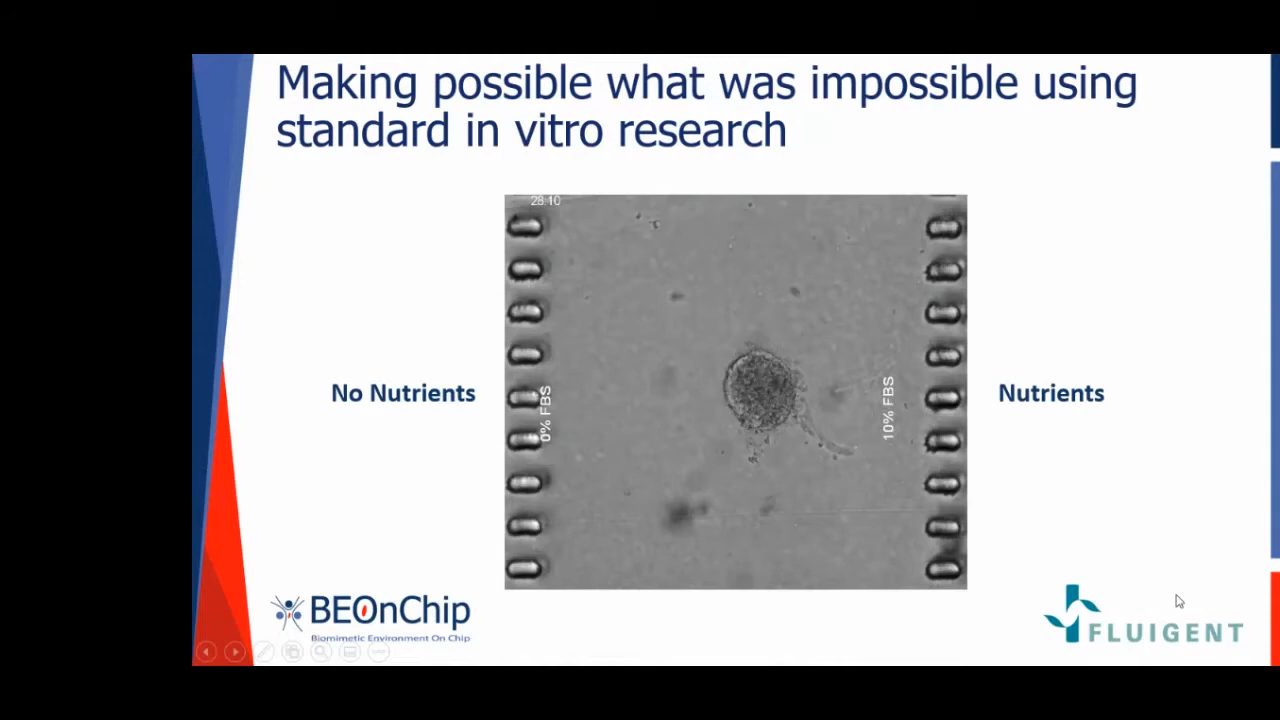 Making possible what was impossible using
standard in vitro research
28:10
No Nutrients
0% FBS
10% FBS
Nutrients
BEOnChip
Biomimetic Environment On Chip
FLUIGENT